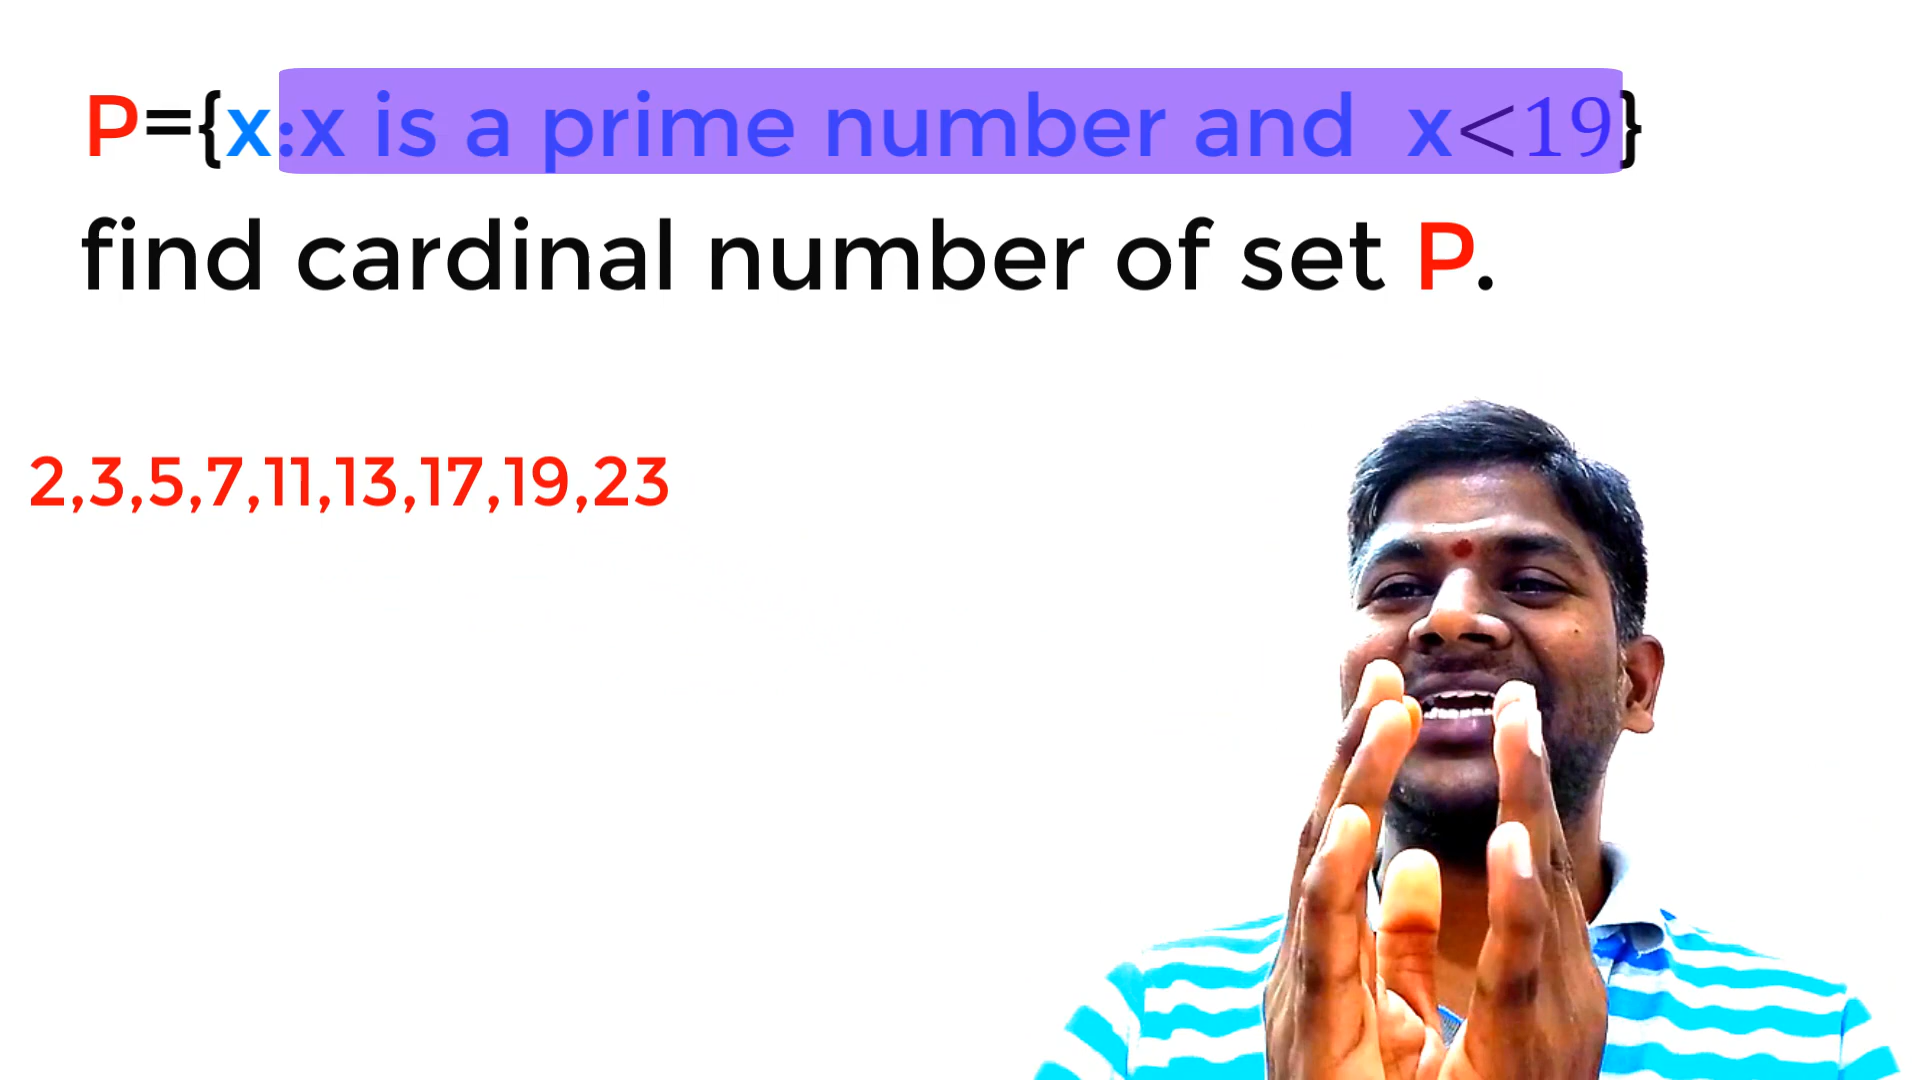 P={x:x is a prime number and x<19}
find cardinal number of set P.
2,3,5,7,11,13,17,19,23